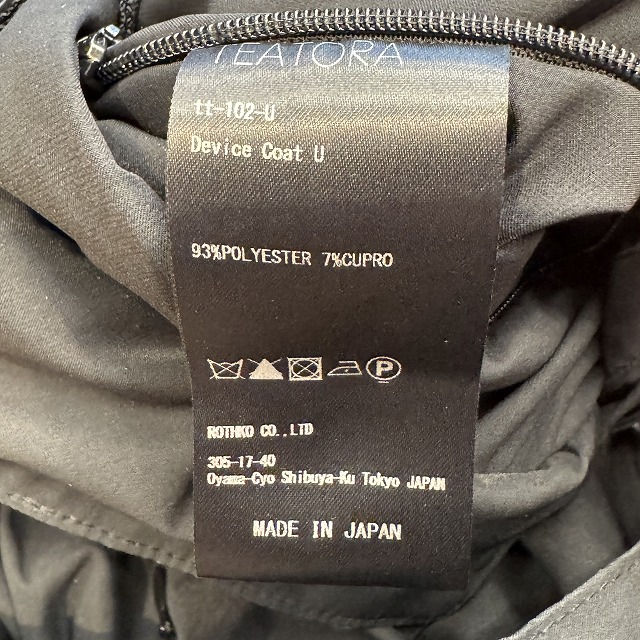 TEATORA
tt-102-U
Device Coat U
93%POLYESTER 7%CUPRO
P
ROTHKO CO.,LTD
305-17-40
Oyama-Cyo Shibuya-Ku Tokyo JAPAN
MADE IN JAPAN